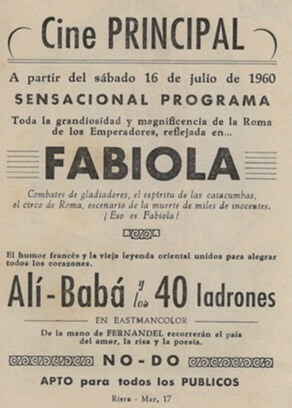 Cine PRINCIPAL
A partir del sábado 16 de julio de 1960
SENSACIONAL PROGRAMA
Toda la grandiosidad y magnificencia de la Roma
de los Emperadores, reflejada en...
FABIOLA
Combates de gladiadores, el espíritu de las catacumbas,
el circo de Roma, escenario de la muerte de miles de inocentes.
¡Eso es Fabiola!
El humor francés y la vieja leyenda oriental unidos para alegrar
todos los corazones.
Alí-Babá y los 40 ladrones
EN EASTMANCOLOR
De la mano de FERNANDEL recorrerán el país
del amor, la risa y la poesía.
NO-DO
APTO para todos los PUBLICOS
Riera - Mar, 17